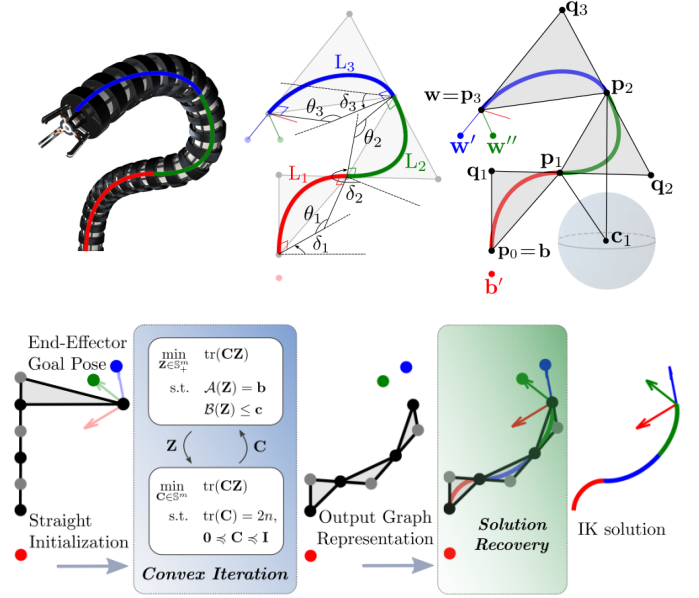 q₃
L₃
θ₃
δ₃
w=p₃
p₂
θ₂
w′
w″
L₁
L₂
p₁
q₁
δ₂
q₂
θ₁
δ₁
p₀=b
c₁
b′
End-Effector
Goal Pose
min tr(CZ)
Z∈𝕊₊ᵐ
s.t. 𝒜(Z) = b
ℬ(Z) ≤ c
Z
C
min tr(CZ)
C∈𝕊ᵐ
s.t. tr(C) = 2n,
0 ≼ C ≼ I
Straight
Initialization
Convex Iteration
Output Graph
Representation
Solution
Recovery
IK solution